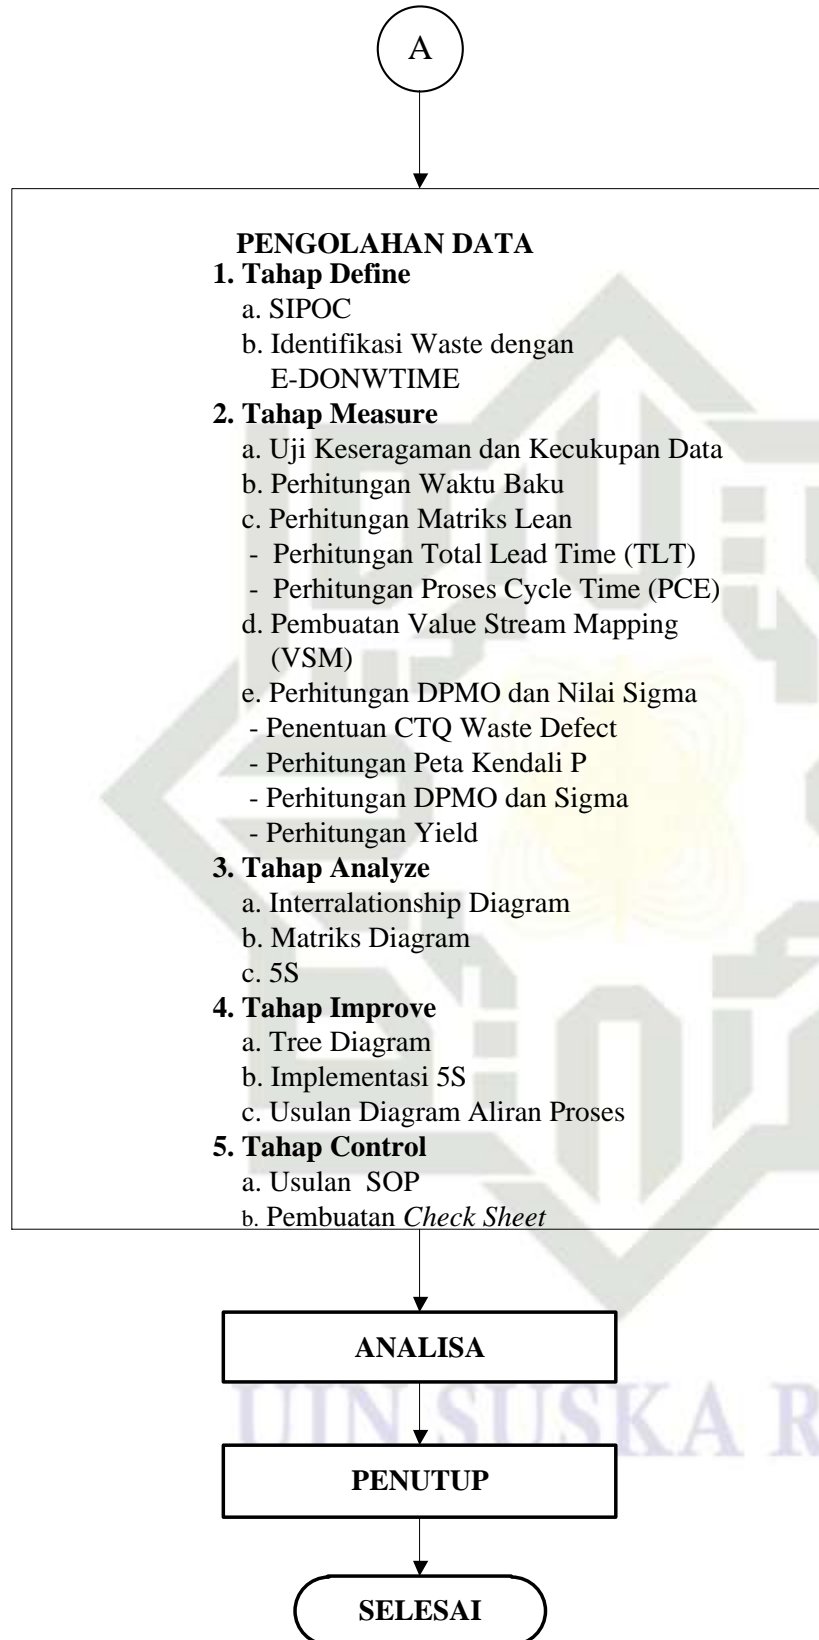 A
PENGOLAHAN DATA
1. Tahap Define
a. SIPOC
b. Identifikasi Waste dengan
E-DONWTIME
2. Tahap Measure
a. Uji Keseragaman dan Kecukupan Data
b. Perhitungan Waktu Baku
c. Perhitungan Matriks Lean
- Perhitungan Total Lead Time (TLT)
- Perhitungan Proses Cycle Time (PCE)
d. Pembuatan Value Stream Mapping
(VSM)
e. Perhitungan DPMO dan Nilai Sigma
- Penentuan CTQ Waste Defect
- Perhitungan Peta Kendali P
- Perhitungan DPMO dan Sigma
- Perhitungan Yield
3. Tahap Analyze
a. Interralationship Diagram
b. Matriks Diagram
c. 5S
4. Tahap Improve
a. Tree Diagram
b. Implementasi 5S
c. Usulan Diagram Aliran Proses
5. Tahap Control
a. Usulan SOP
b. Pembuatan Check Sheet
ANALISA
UIN SUSKA R
PENUTUP
SELESAI